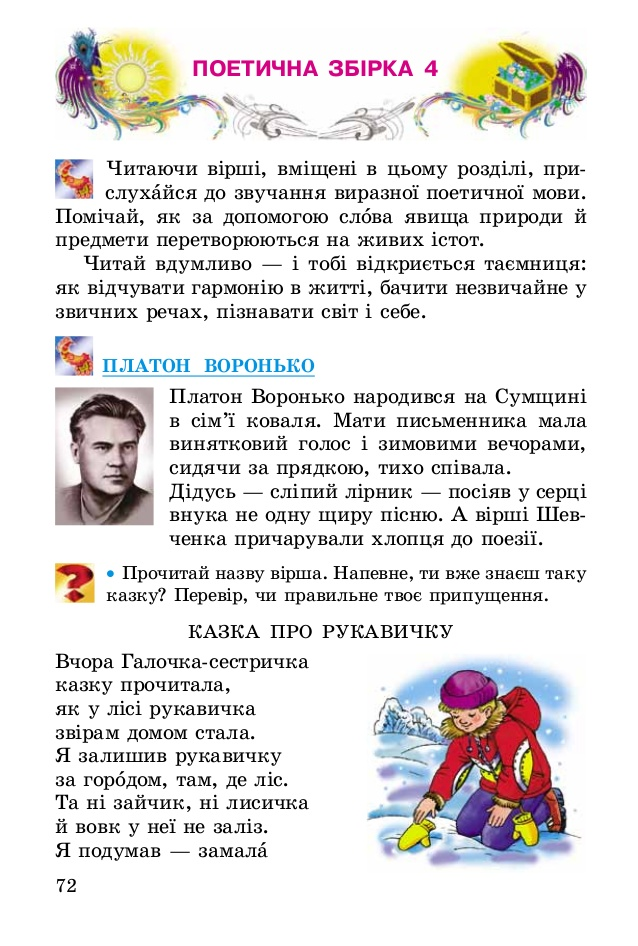 ПОЕТИЧНА ЗБІРКА 4
Читаючи вірші, вміщені в цьому розділі, при-
слуха́йся до звучання виразної поетичної мови.
Помічай, як за допомогою сло́ва явища природи й
предмети перетворюються на живих істот.
Читай вдумливо — і тобі відкриється таємниця:
як відчувати гармонію в житті, бачити незвичайне у
звичних речах, пізнавати світ і себе.
ПЛАТОН ВОРОНЬКО
Платон Воронько народився на Сумщині
в сім’ї коваля. Мати письменника мала
винятковий голос і зимовими вечорами,
сидячи за прядкою, тихо співала.
Дідусь — сліпий лірник — посіяв у серці
внука не одну щиру пісню. А вірші Шев-
ченка причарували хлопця до поезії.
• Прочитай назву вірша. Напевне, ти вже знаєш таку
казку? Перевір, чи правильне твоє припущення.
КАЗКА ПРО РУКАВИЧКУ
Вчора Галочка-сестричка
казку прочитала,
як у лісі рукавичка
звірам домом стала.
Я залишив рукавичку
за горо́дом, там, де ліс.
Та ні зайчик, ні лисичка
й вовк у неї не заліз.
Я подумав — замала́
72